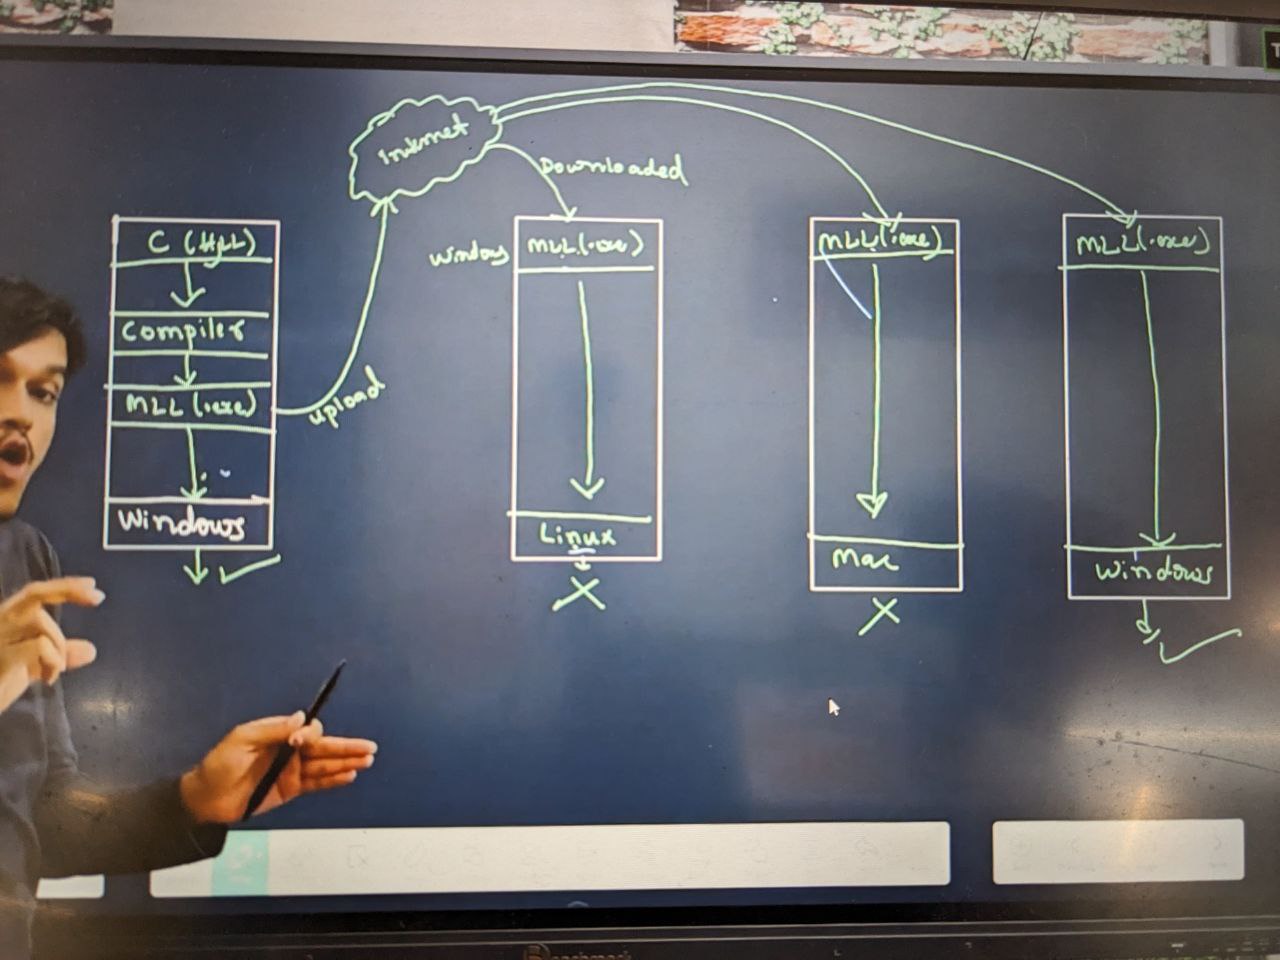 Internet
Downloaded
upload
C (HLL)
Compiler
MLL (.exe)
Windows
Windows
MLL (.exe)
Linux
X
MLL (.exe)
Mac
X
MLL (.exe)
Windows